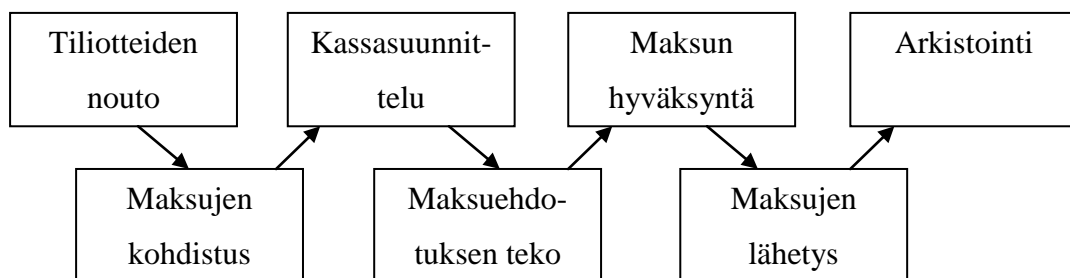 Tiliotteiden
nouto
Kassasuunnit-
telu
Maksun
hyväksyntä
Arkistointi
Maksujen
kohdistus
Maksuehdo-
tuksen teko
Maksujen
lähetys